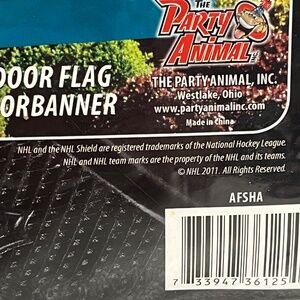 THE
PARTY
ANIMAL
DOOR FLAG
ORBANNER
THE PARTY ANIMAL, INC.
Westlake, Ohio
www.partyanimalinc.com
Made in China
NHL and the NHL Shield are registered trademarks of the National Hockey League.
NHL and NHL team marks are the property of the NHL and its teams.
© NHL 2011. All Rights Reserved.
AFSHA
7 33947 36125